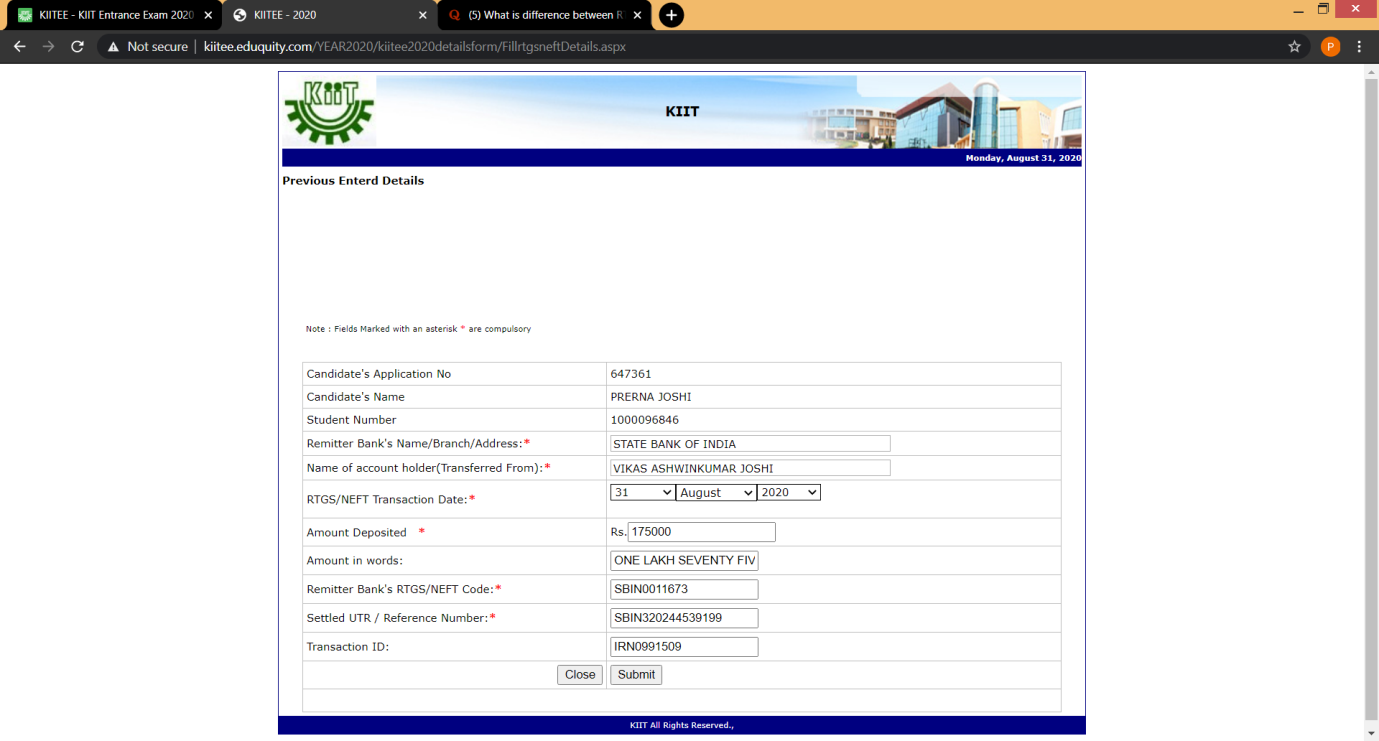 KIITEE - KIIT Entrance Exam 2020
KIITEE - 2020
Q (5) What is difference between R
Not secure | kiitee.eduquity.com/YEAR2020/kiitee2020detailsform/FillrtgsneftDetails.aspx
P
KIIT
KIIT
Monday, August 31, 2020
Previous Enterd Details
Note : Fields Marked with an asterisk * are compulsory
Candidate's Application No 647361
Candidate's Name PRERNA JOSHI
Student Number 1000096846
Remitter Bank's Name/Branch/Address:* STATE BANK OF INDIA
Name of account holder(Transferred From):* VIKAS ASHWINKUMAR JOSHI
RTGS/NEFT Transaction Date:* 31 August 2020
Amount Deposited * Rs. 175000
Amount in words: ONE LAKH SEVENTY FIV
Remitter Bank's RTGS/NEFT Code:* SBIN0011673
Settled UTR / Reference Number:* SBIN320244539199
Transaction ID: IRN0991509
Close Submit
KIIT All Rights Reserved.,